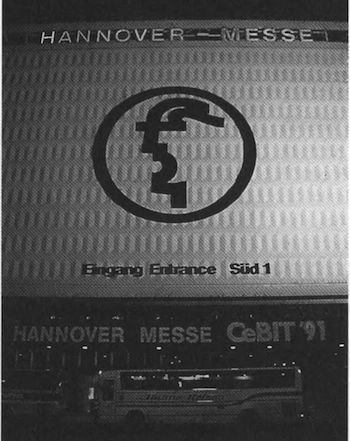 HANNOVER-MESSE
Eingang Entrance Süd 1
HANNOVER MESSE CeBIT '91